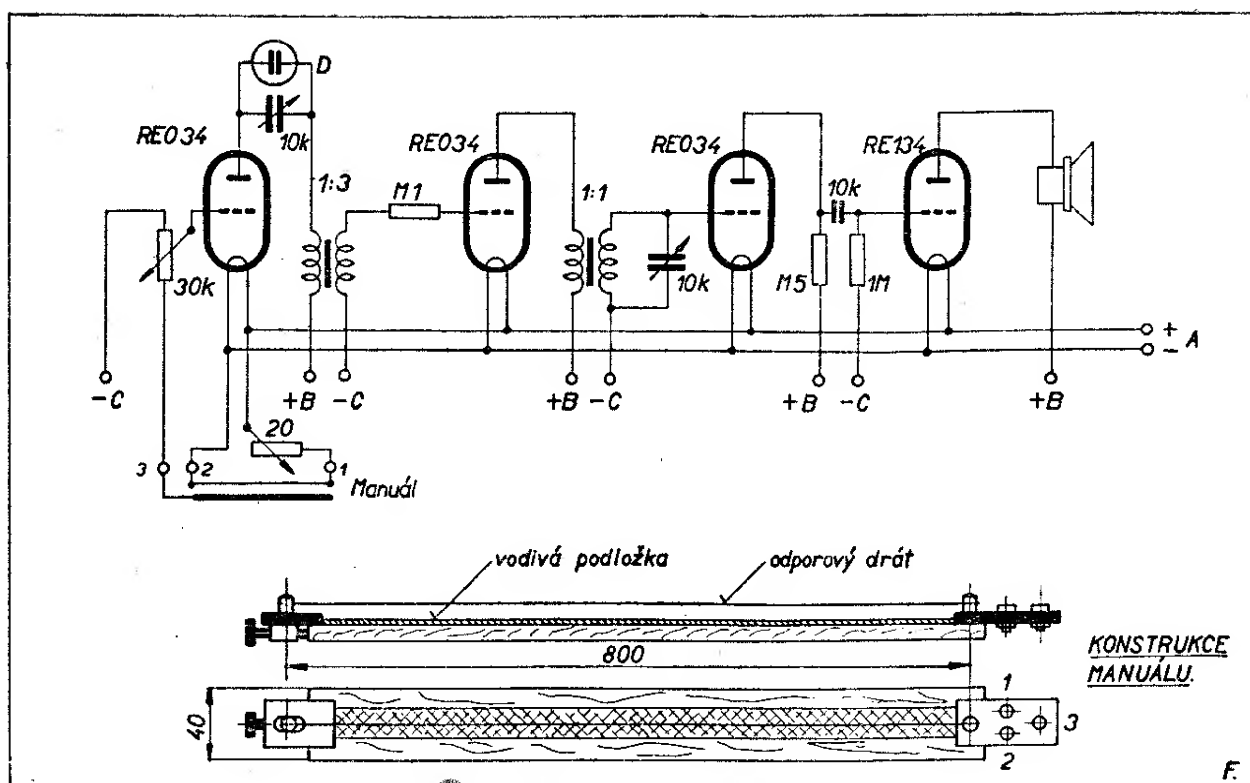 D
10k
RE034
1:3
M1
RE034
1:1
10k
RE034
10k
M5
1M
RE134
30k
+
-
A
-C
+B
-C
+B
-C
+B
-C
+B
20
3
2
1
Manuál
vodivá podložka
odporový drát
800
KONSTRUKCE
MANUÁLU.
40
1
2
3
F.